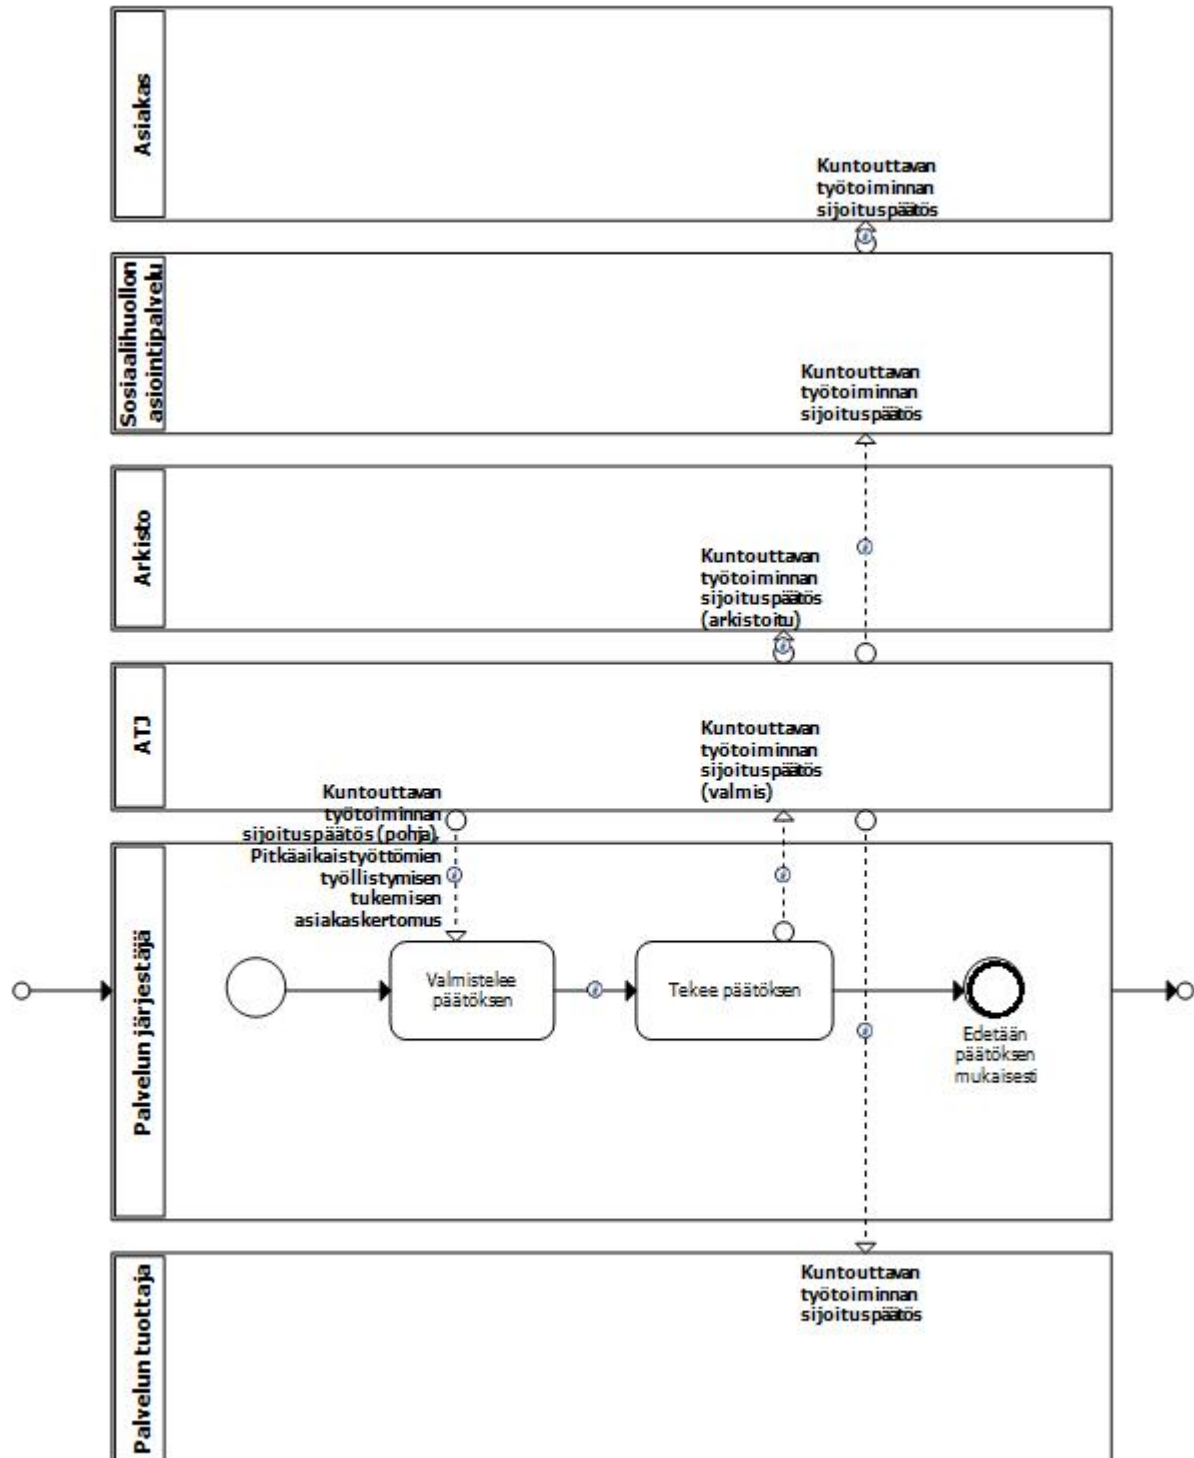 Asiakas
Kuntouttavan
työtoiminnan
sijoituspäätös
Sosiaalihuollon
asiointipalvelu
Kuntouttavan
työtoiminnan
sijoituspäätös
Arkisto
Kuntouttavan
työtoiminnan
sijoituspäätös
(arkistoitu)
ATJ
Kuntouttavan
työtoiminnan
sijoituspäätös
(valmis)
Kuntouttavan
työtoiminnan
sijoituspäätös (pohja),
Pitkäaikaistyöttömien
työllistymisen
tukemisen
asiakaskertomus
Palvelun järjestäjä
Valmistelee
päätöksen
Tekee päätöksen
Edetään
päätöksen
mukaisesti
Palvelun tuottaja
Kuntouttavan
työtoiminnan
sijoituspäätös